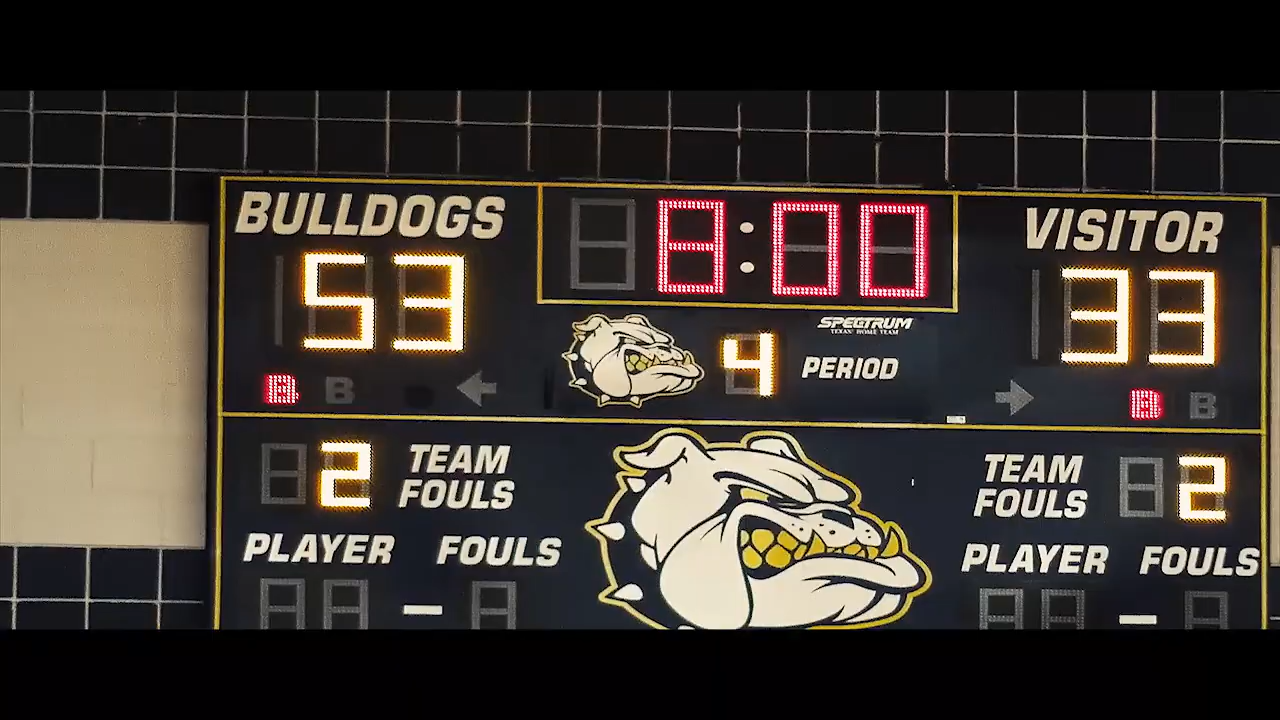 BULLDOGS
8:00
VISITOR
53
33
SPECTRUM
TEXAS' HOME TEAM
4 PERIOD
B B
B B
2 TEAM FOULS
TEAM FOULS 2
PLAYER FOULS
PLAYER FOULS